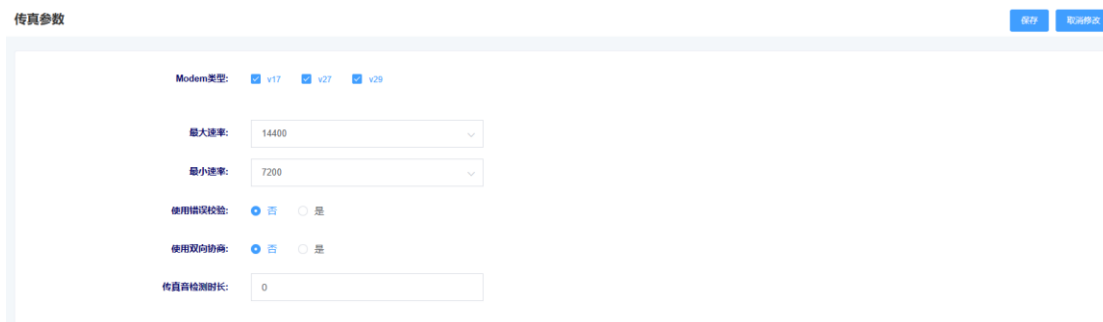 传真参数
保存 取消修改
Modem类型: v17 v27 v29
最大速率: 14400
最小速率: 7200
使用错误校验: 否 是
使用双向协商: 否 是
传真音检测时长: 0